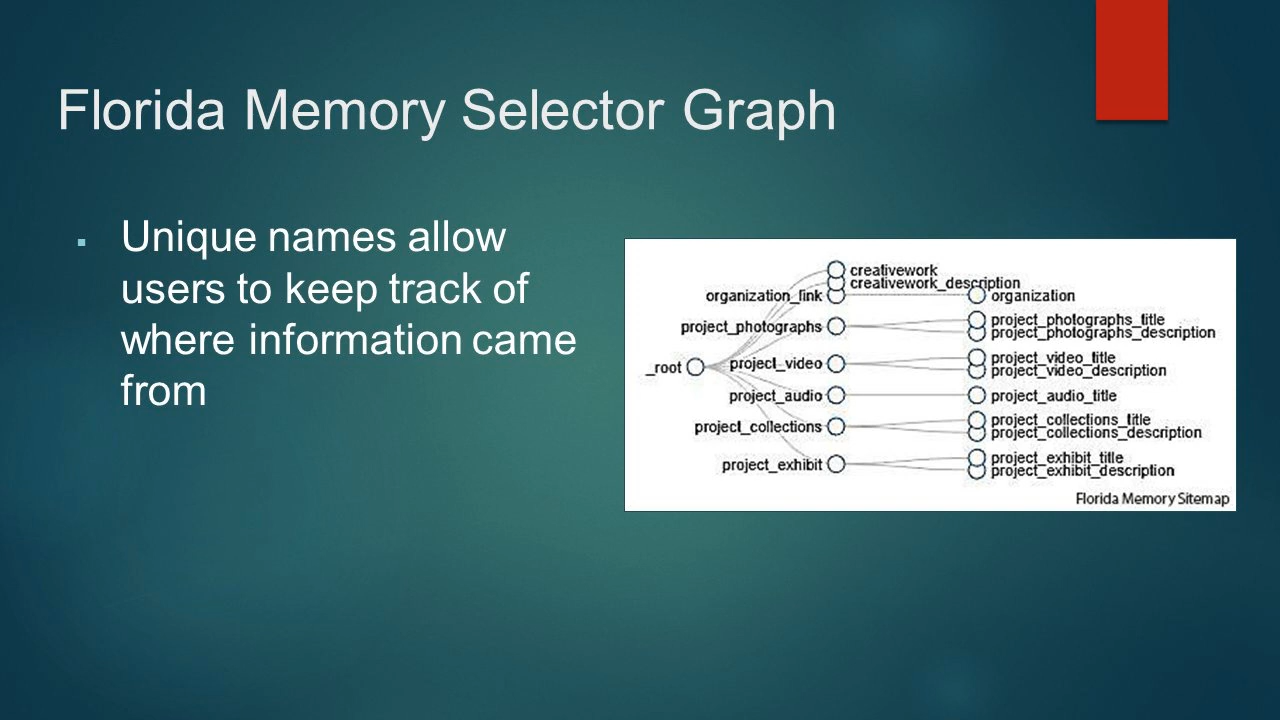 Florida Memory Selector Graph
Unique names allow
users to keep track of
where information came
from
creativework
creativework_description
organization_link
organization
project_photographs
project_photographs_title
project_photographs_description
_root
project_video
project_video_title
project_video_description
project_audio
project_audio_title
project_collections
project_collections_title
project_collections_description
project_exhibit
project_exhibit_title
project_exhibit_description
Florida Memory Sitemap